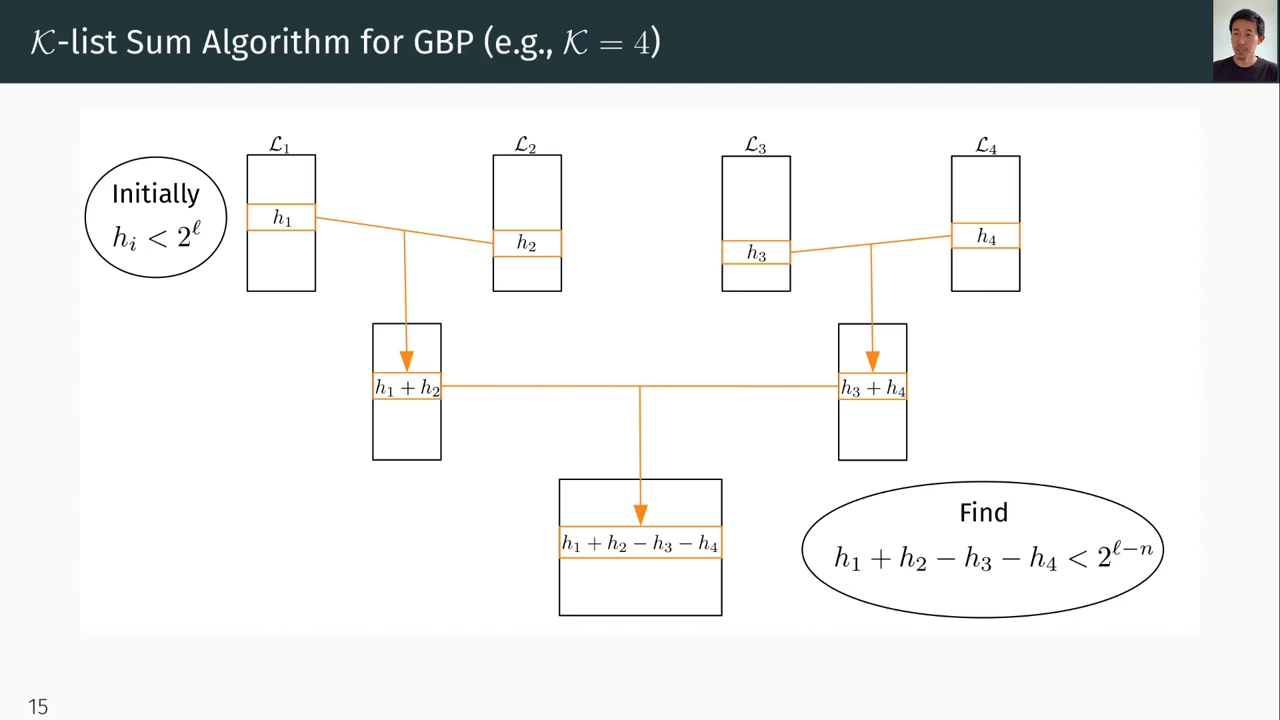 𝒦-list Sum Algorithm for GBP (e.g., 𝒦 = 4)
ℒ₁
ℒ₂
ℒ₃
ℒ₄
Initially
hᵢ < 2^ℓ
h₁
h₂
h₃
h₄
h₁ + h₂
h₃ + h₄
h₁ + h₂ − h₃ − h₄
Find
h₁ + h₂ − h₃ − h₄ < 2^{ℓ−n}
15